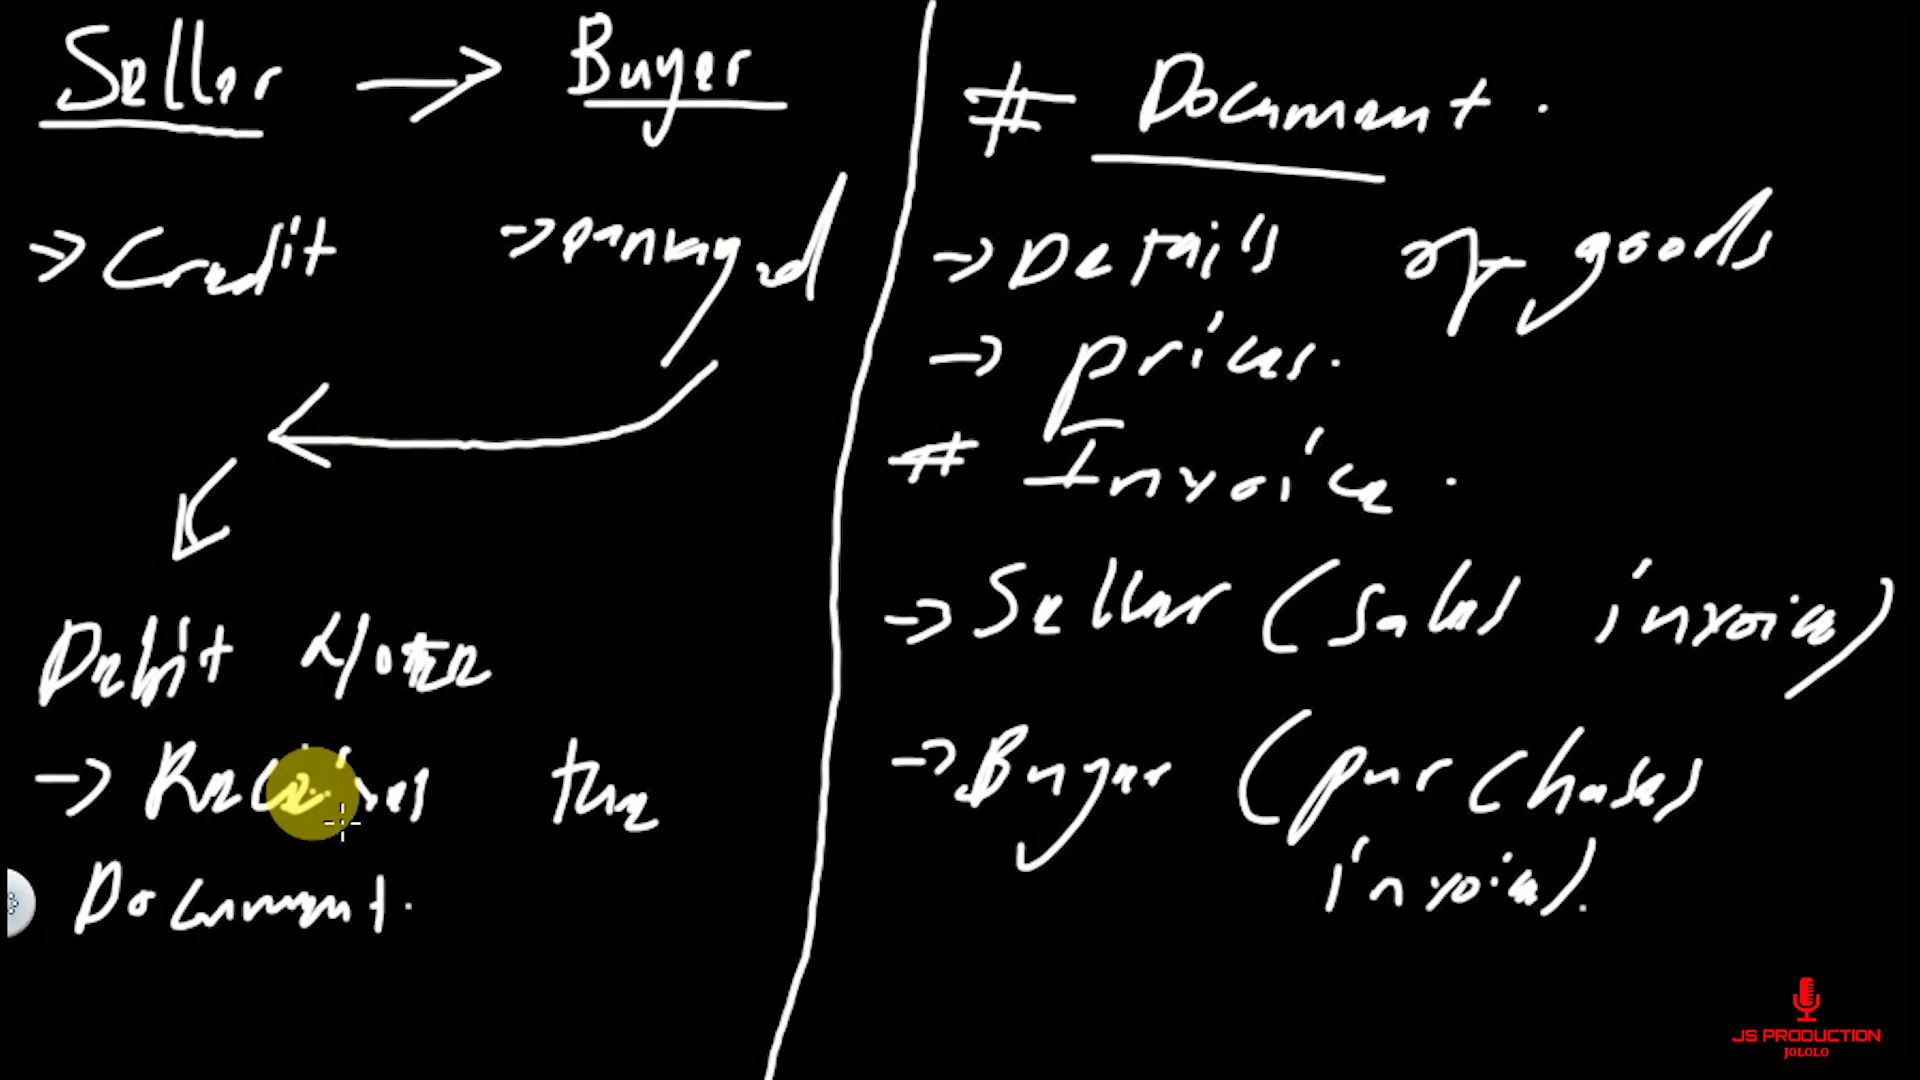 Seller → Buyer
→ Credit → Damaged
Debit Note
→ Receives the
Document.
# Document.
→ Details of goods
→ prices.
# Invoice.
→ Seller (Sales invoice)
→ Buyer (purchases
invoice).
JS PRODUCTION
JOLOLO